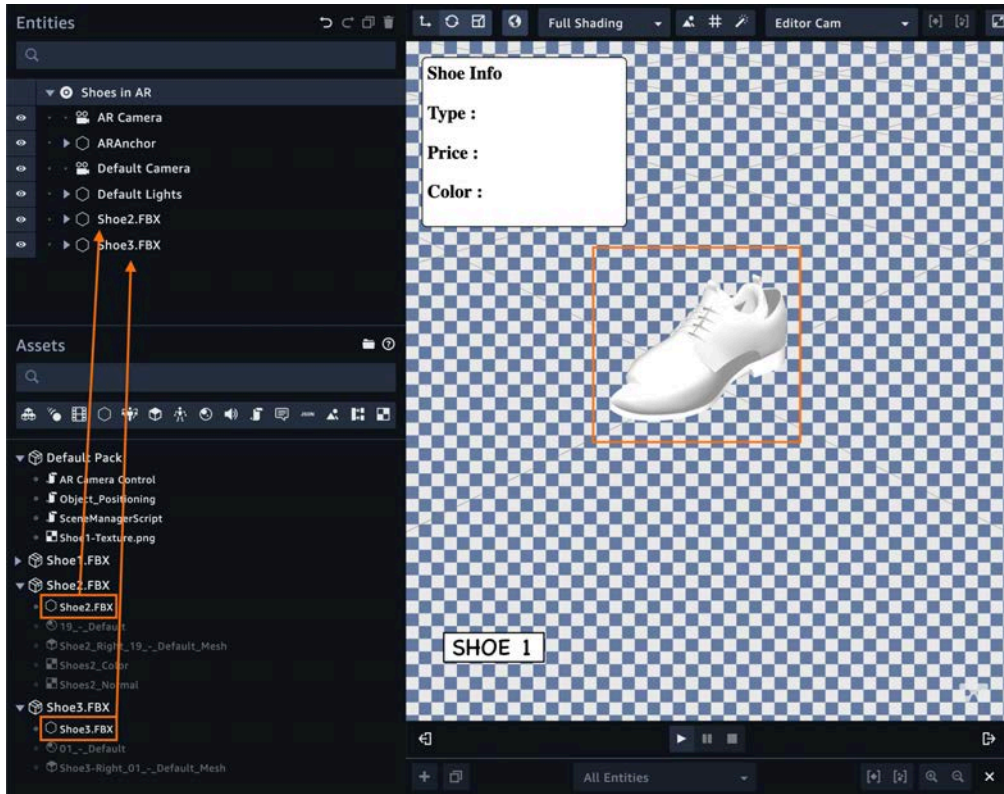 Entities
Shoes in AR
AR Camera
ARAnchor
Default Camera
Default Lights
Shoe2.FBX
Shoe3.FBX
Assets
JSON
Default Pack
AR Camera Control
Object_Positioning
SceneManagerScript
Shoe1-Texture.png
Shoe1.FBX
Shoe2.FBX
Shoe2.FBX
19_-_Default
Shoe2_Right_19_-_Default_Mesh
Shoes2_Color
Shoes2_Normal
Shoe3.FBX
Shoe3.FBX
01_-_Default
Shoe3-Right_01_-_Default_Mesh
Full Shading
Editor Cam
Shoe Info
Type :
Price :
Color :
SHOE 1
All Entities